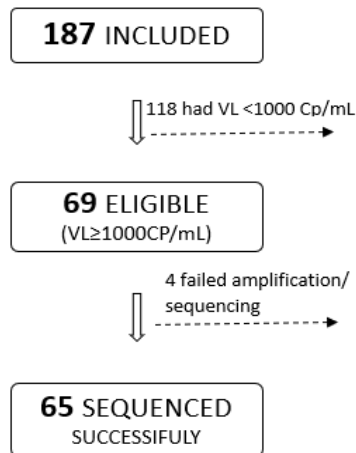 187 INCLUDED
118 had VL <1000 Cp/mL
69 ELIGIBLE
(VL≥1000CP/mL)
4 failed amplification/
sequencing
65 SEQUENCED
SUCCESSIFULY